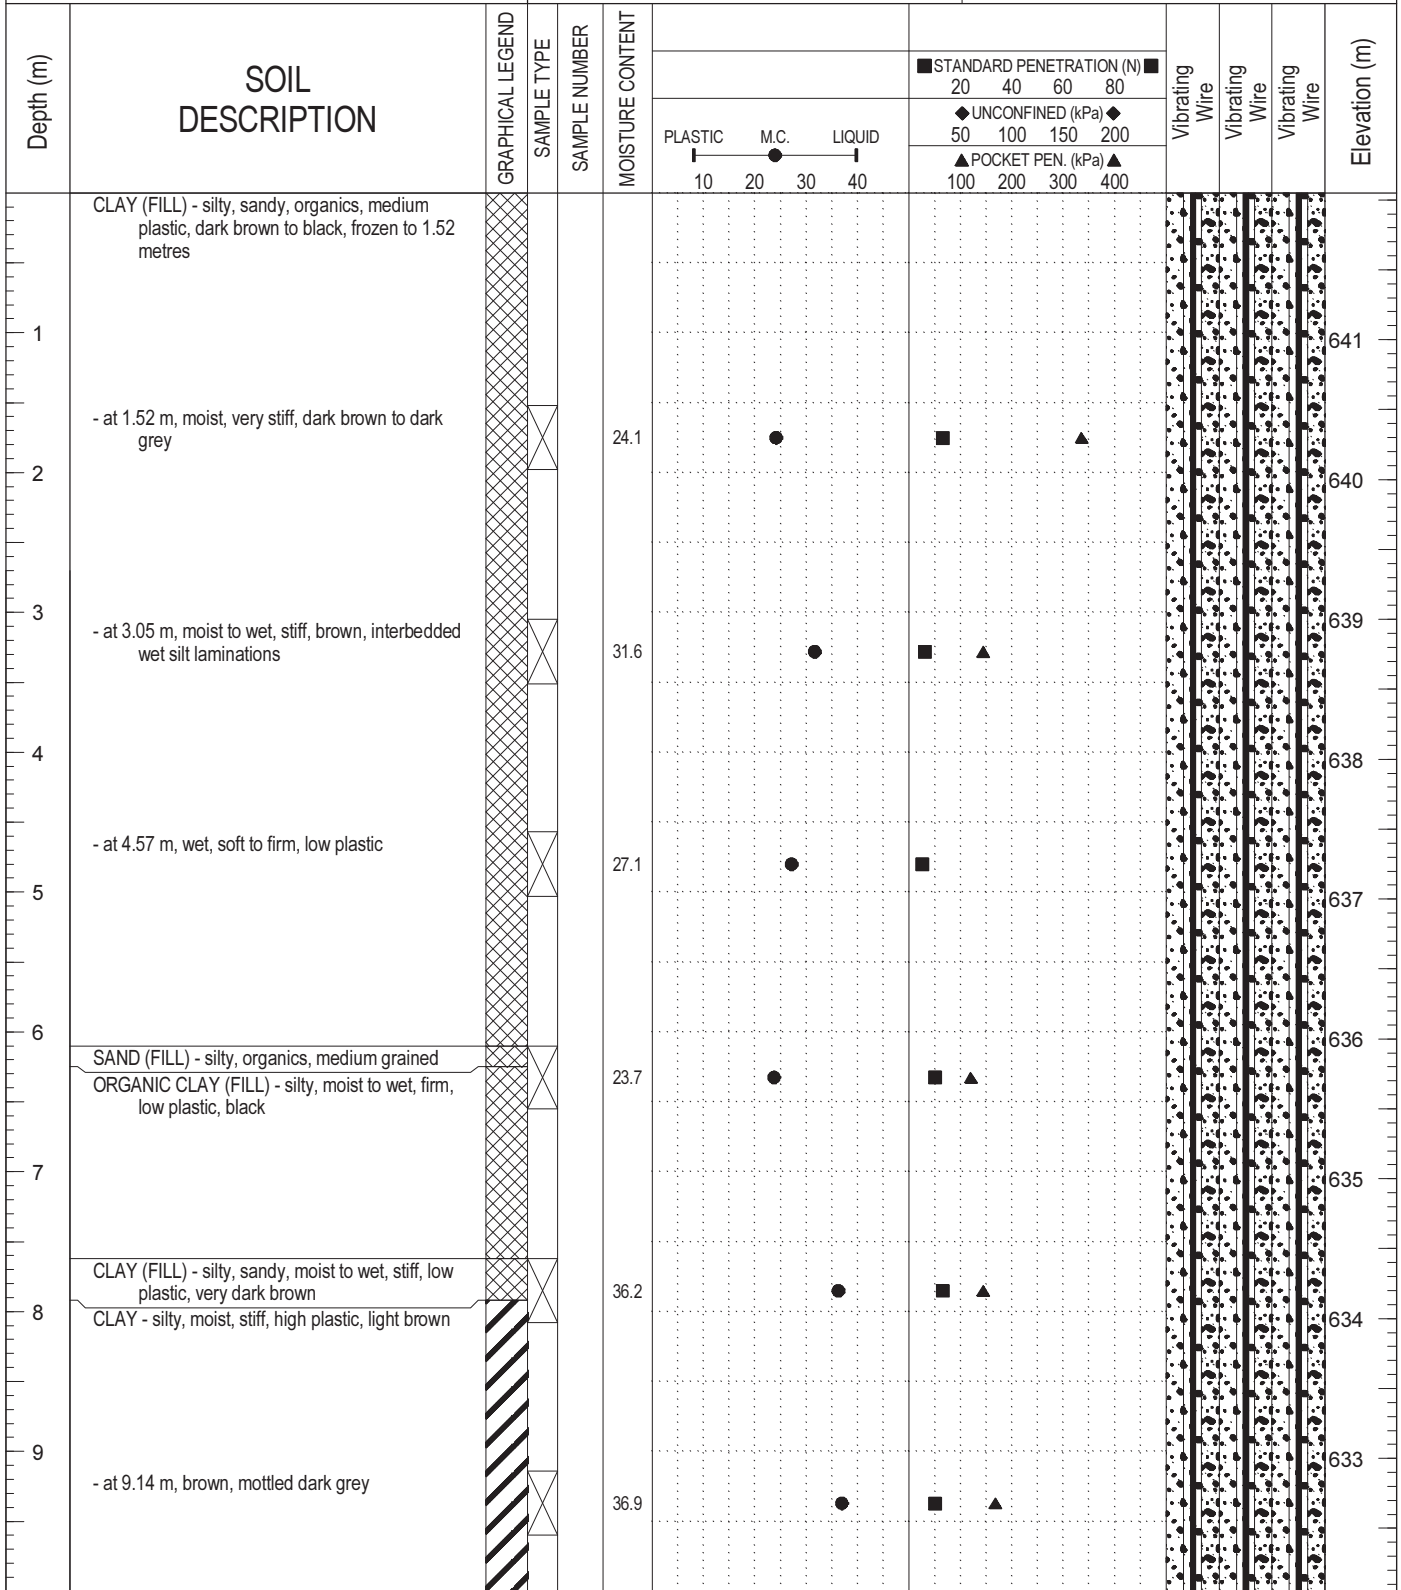 Depth (m)
SOIL
DESCRIPTION
GRAPHICAL LEGEND
SAMPLE TYPE
SAMPLE NUMBER
MOISTURE CONTENT
PLASTIC M.C. LIQUID
10 20 30 40
STANDARD PENETRATION (N)
20 40 60 80
UNCONFINED (kPa)
50 100 150 200
POCKET PEN. (kPa)
100 200 300 400
Vibrating
Wire
Vibrating
Wire
Vibrating
Wire
Elevation (m)
CLAY (FILL) - silty, sandy, organics, medium
plastic, dark brown to black, frozen to 1.52
metres
1
641
- at 1.52 m, moist, very stiff, dark brown to dark
grey
24.1
2
640
3
639
- at 3.05 m, moist to wet, stiff, brown, interbedded
wet silt laminations
31.6
4
638
- at 4.57 m, wet, soft to firm, low plastic
27.1
5
637
6
636
SAND (FILL) - silty, organics, medium grained
ORGANIC CLAY (FILL) - silty, moist to wet, firm,
low plastic, black
23.7
7
635
CLAY (FILL) - silty, sandy, moist to wet, stiff, low
plastic, very dark brown
36.2
8
634
CLAY - silty, moist, stiff, high plastic, light brown
9
633
- at 9.14 m, brown, mottled dark grey
36.9